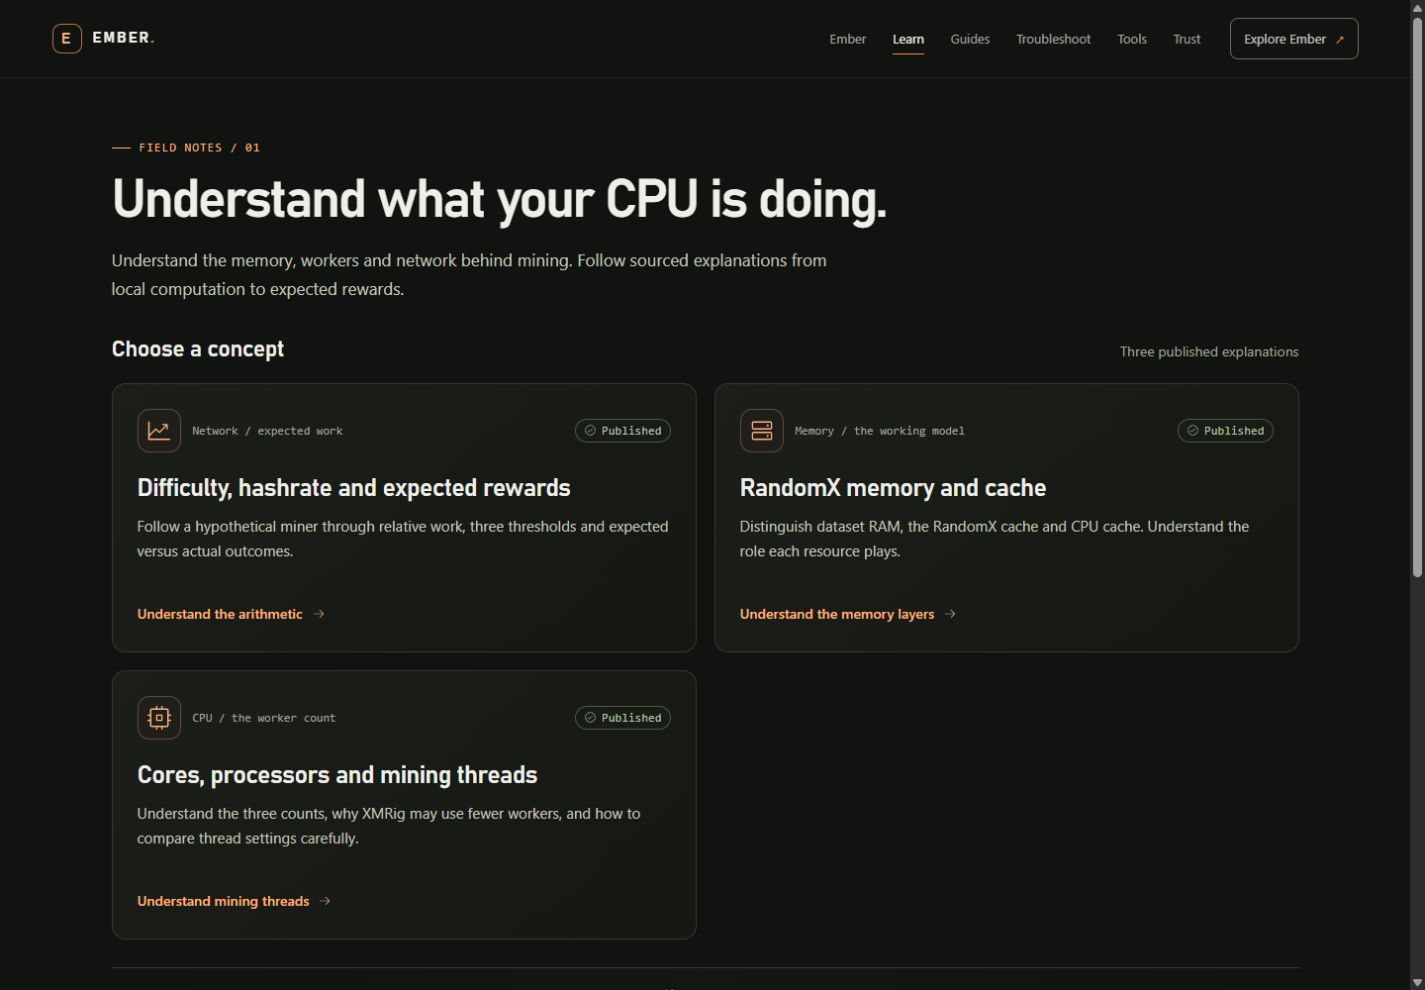 E EMBER.
Ember Learn Guides Troubleshoot Tools Trust Explore Ember ↗
FIELD NOTES / 01
Understand what your CPU is doing.
Understand the memory, workers and network behind mining. Follow sourced explanations from
local computation to expected rewards.
Choose a concept
Three published explanations
Network / expected work
Published
Difficulty, hashrate and expected rewards
Follow a hypothetical miner through relative work, three thresholds and expected
versus actual outcomes.
Understand the arithmetic →
Memory / the working model
Published
RandomX memory and cache
Distinguish dataset RAM, the RandomX cache and CPU cache. Understand the
role each resource plays.
Understand the memory layers →
CPU / the worker count
Published
Cores, processors and mining threads
Understand the three counts, why XMRig may use fewer workers, and how to
compare thread settings carefully.
Understand mining threads →